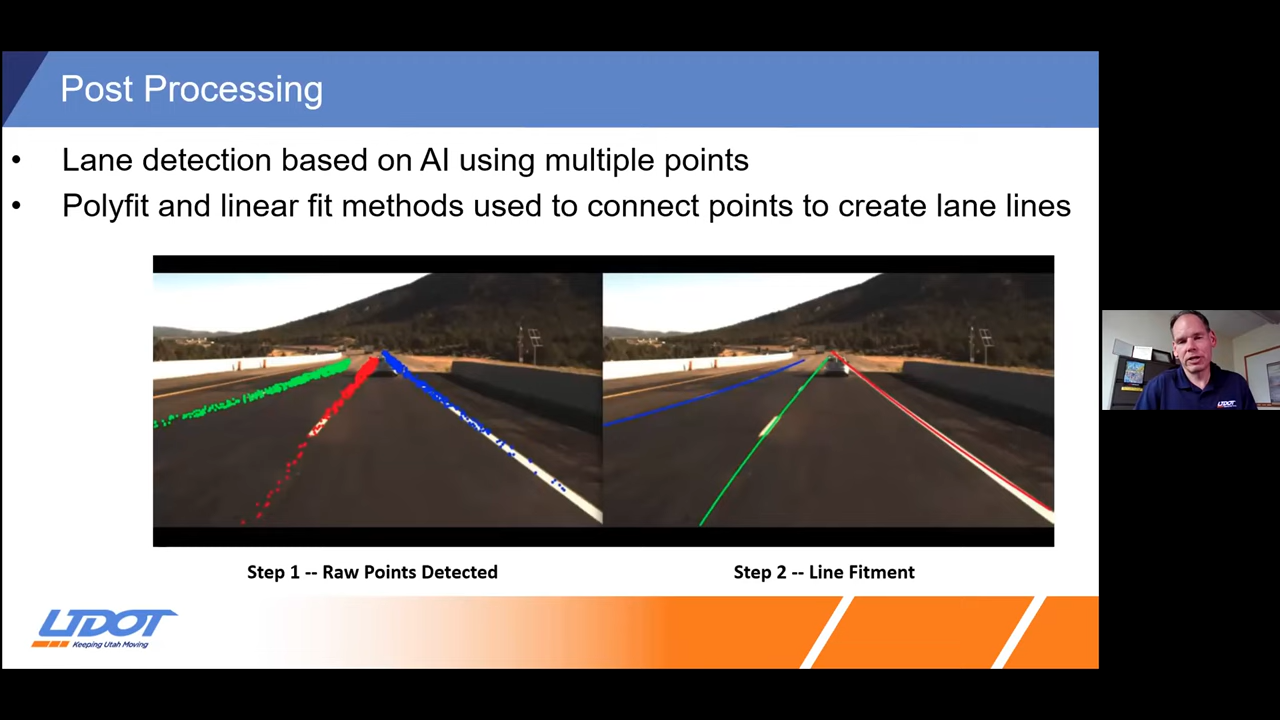 Post Processing
• Lane detection based on AI using multiple points
• Polyfit and linear fit methods used to connect points to create lane lines
Step 1 -- Raw Points Detected
Step 2 -- Line Fitment
UDOT
Keeping Utah Moving
UDOT